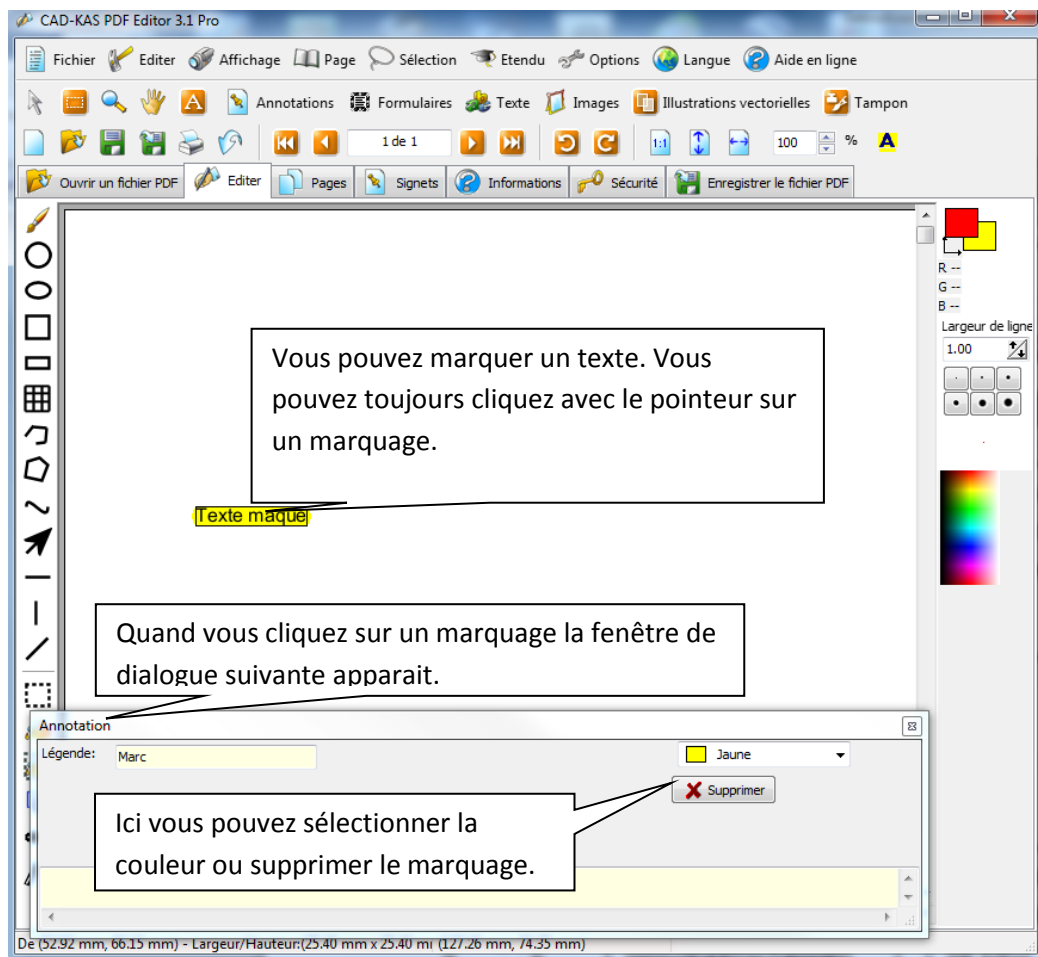 CAD-KAS PDF Editor 3.1 Pro
Fichier Editer Affichage Page Sélection Etendu Options Langue Aide en ligne
A Annotations Formulaires Texte Images Illustrations vectorielles Tampon
1 de 1 1:1 100 % A
Ouvrir un fichier PDF Editer Pages Signets Informations Sécurité Enregistrer le fichier PDF
R --
G --
B --
Largeur de ligne
1.00
Vous pouvez marquer un texte. Vous
pouvez toujours cliquez avec le pointeur sur
un marquage.
Texte maque
Quand vous cliquez sur un marquage la fenêtre de
dialogue suivante apparait.
Annotation
Légende: Marc Jaune
Supprimer
Ici vous pouvez sélectionner la
couleur ou supprimer le marquage.
De (52.92 mm, 66.15 mm) - Largeur/Hauteur:(25.40 mm x 25.40 mi (127.26 mm, 74.35 mm)